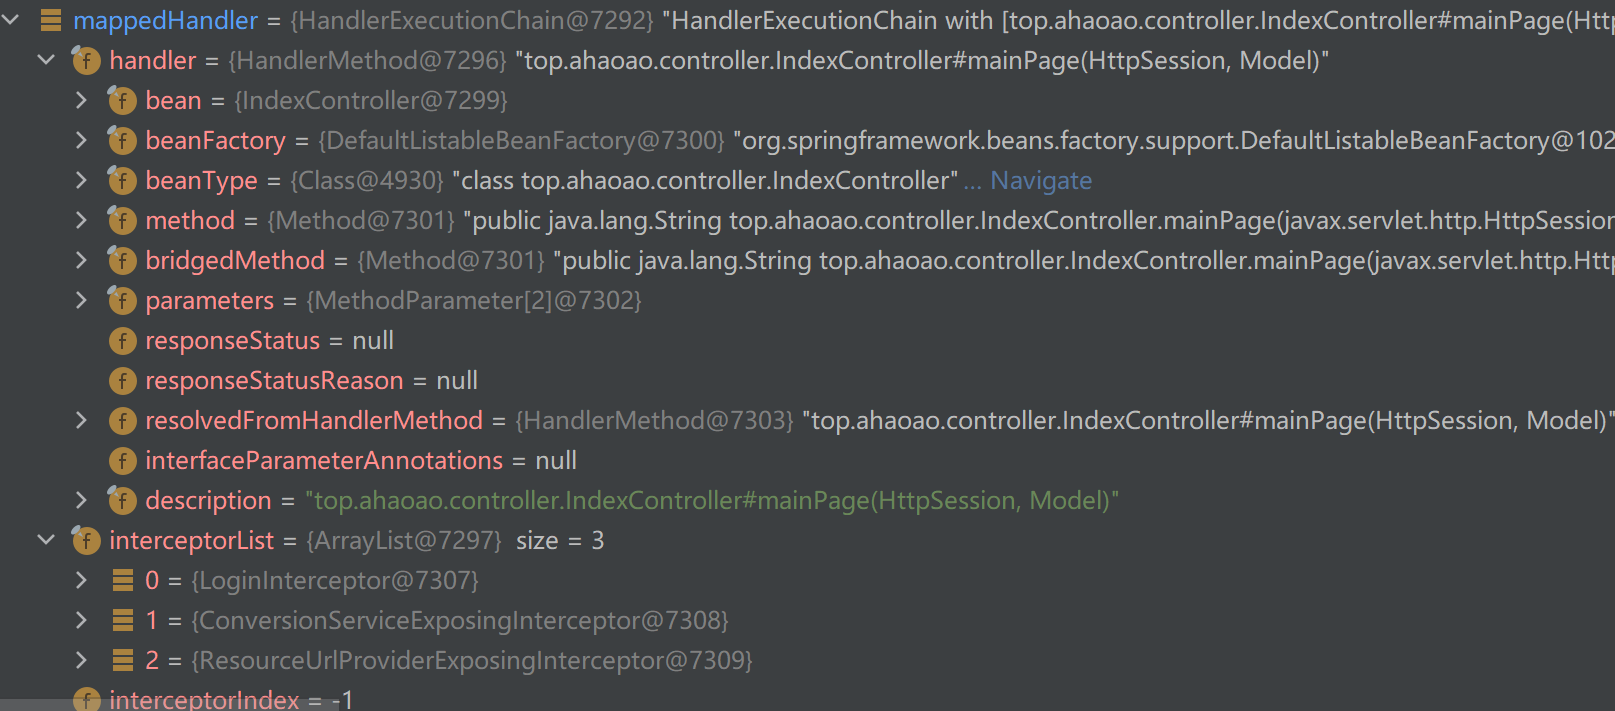 mappedHandler = {HandlerExecutionChain@7292} "HandlerExecutionChain with [top.ahaoao.controller.IndexController#mainPage(Htt
f handler = {HandlerMethod@7296} "top.ahaoao.controller.IndexController#mainPage(HttpSession, Model)"
f bean = {IndexController@7299}
f beanFactory = {DefaultListableBeanFactory@7300} "org.springframework.beans.factory.support.DefaultListableBeanFactory@102
f beanType = {Class@4930} "class top.ahaoao.controller.IndexController" ... Navigate
f method = {Method@7301} "public java.lang.String top.ahaoao.controller.IndexController.mainPage(javax.servlet.http.HttpSession
f bridgedMethod = {Method@7301} "public java.lang.String top.ahaoao.controller.IndexController.mainPage(javax.servlet.http.Htt
f parameters = {MethodParameter[2]@7302}
f responseStatus = null
f responseStatusReason = null
f resolvedFromHandlerMethod = {HandlerMethod@7303} "top.ahaoao.controller.IndexController#mainPage(HttpSession, Model)"
f interfaceParameterAnnotations = null
f description = "top.ahaoao.controller.IndexController#mainPage(HttpSession, Model)"
f interceptorList = {ArrayList@7297} size = 3
0 = {LoginInterceptor@7307}
1 = {ConversionServiceExposingInterceptor@7308}
2 = {ResourceUrlProviderExposingInterceptor@7309}
f interceptorIndex = -1